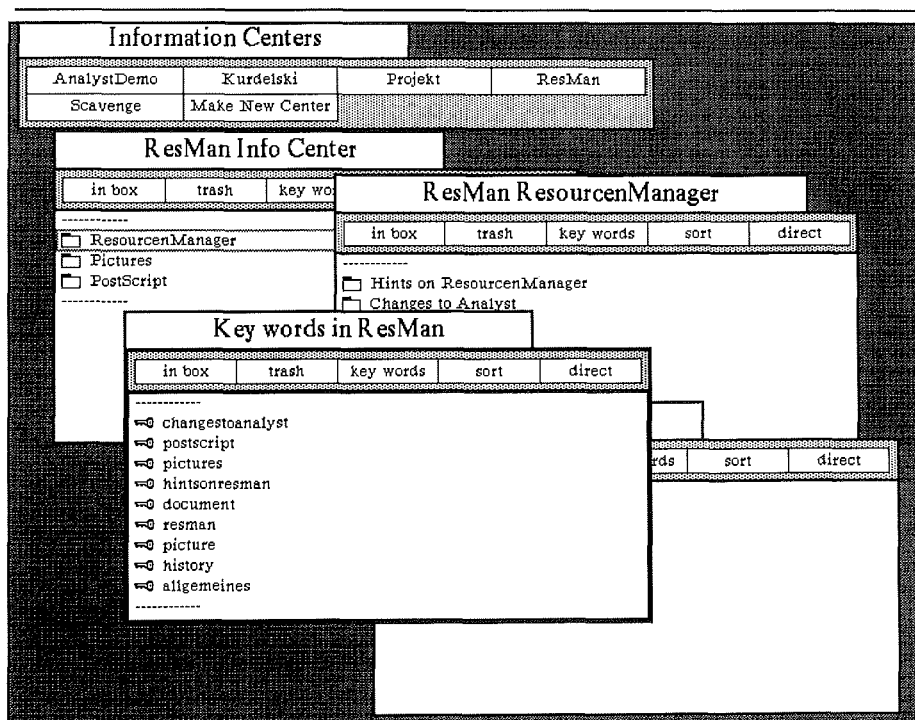 Information Centers
AnalystDemo Kurdelski Projekt ResMan
Scavenge Make New Center
ResMan Info Center
in box trash key wo
------------
ResourcenManager
Pictures
PostScript
------------
ResMan ResourcenManager
in box trash key words sort direct
------------
Hints on ResourcenManager
Changes to Analyst
Key words in ResMan
in box trash key words sort direct
------------
changestoanalyst
postscript
pictures
hintsonresman
document
resman
picture
history
allgemeines
------------
rds sort direct